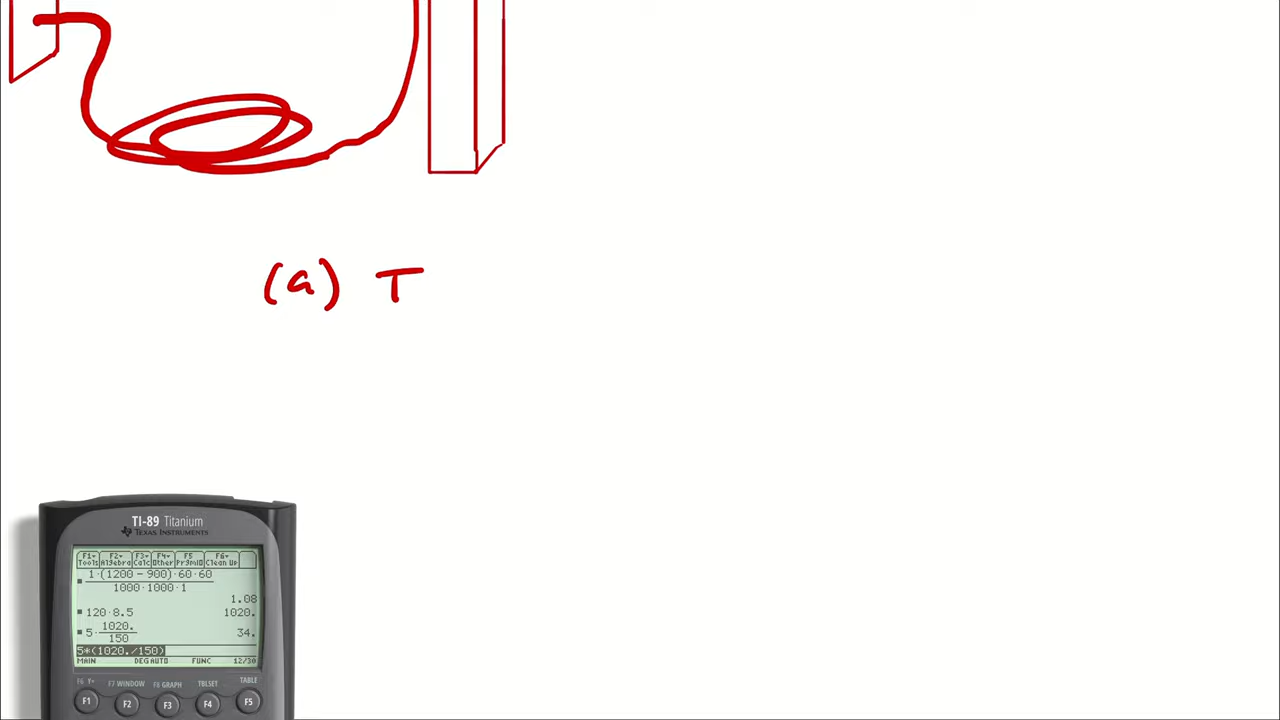 (a) T
TI-89 Titanium
TEXAS INSTRUMENTS
F1 F2 F3 F4 F5 F6
Tools Algebra Calc Other PrgmIO Clean Up
1·(1200 - 900)·60·60
1000·1000·1
1.08
120·8.5 1020.
5· 1020.
150 34.
5*(1020./150)
MAIN DEG AUTO FUNC 12/30
F6 Y= F7 WINDOW F8 GRAPH TBLSET TABLE
F1 F2 F3 F4 F5